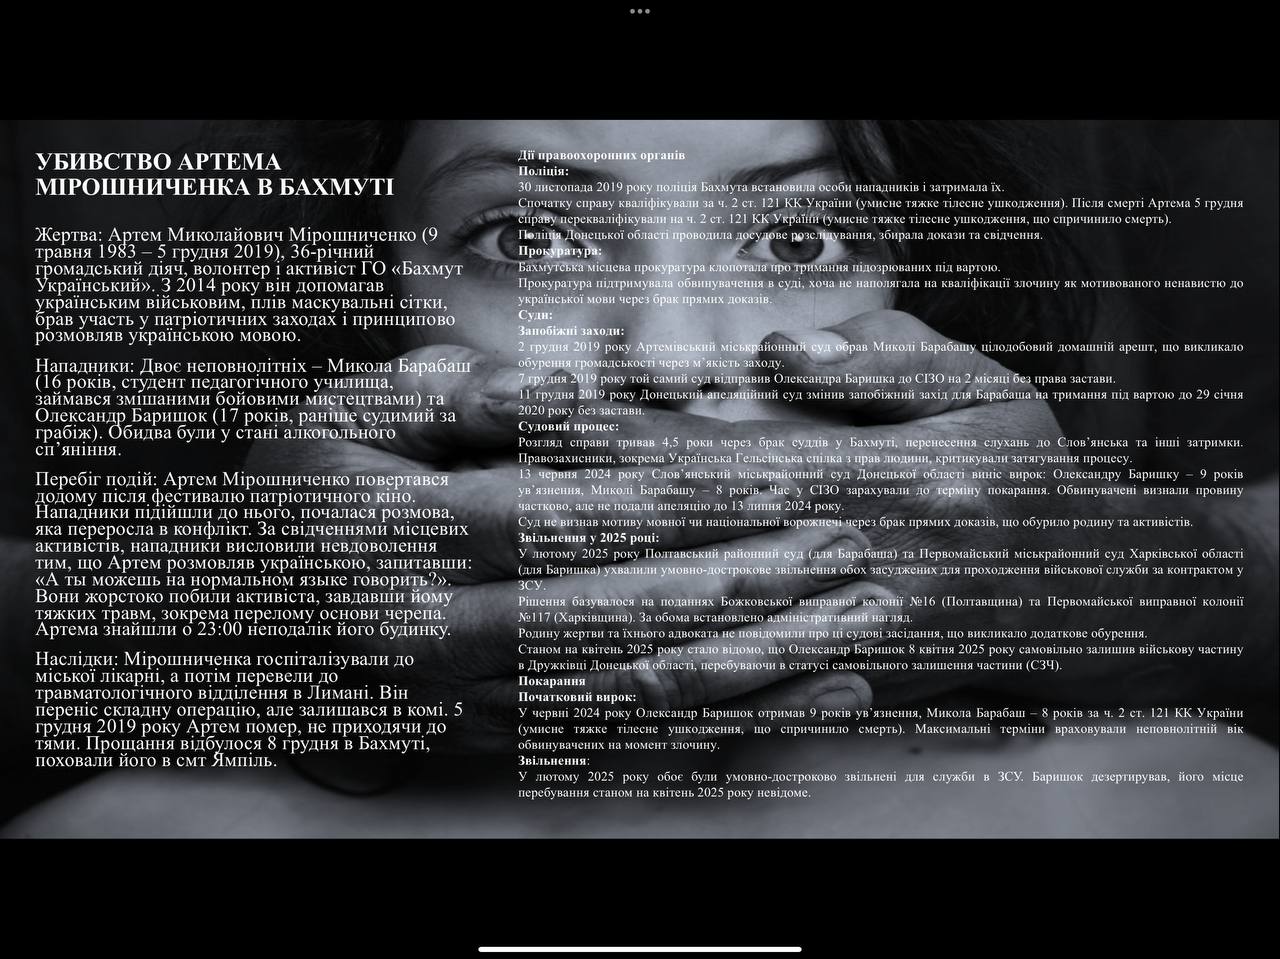 УБИВСТВО АРТЕМА
МІРОШНИЧЕНКА В БАХМУТІ
Жертва: Артем Миколайович Мірошниченко (9
травня 1983 – 5 грудня 2019), 36-річний
громадський діяч, волонтер і активіст ГО «Бахмут
Український». З 2014 року він допомагав
українським військовим, плів маскувальні сітки,
брав участь у патріотичних заходах і принципово
розмовляв українською мовою.
Нападники: Двоє неповнолітніх – Микола Барабаш
(16 років, студент педагогічного училища,
займався змішаними бойовими мистецтвами) та
Олександр Баришок (17 років, раніше судимий за
грабіж). Обидва були у стані алкогольного
сп’яніння.
Перебіг подій: Артем Мірошниченко повертався
додому після фестивалю патріотичного кіно.
Нападники підійшли до нього, почалася розмова,
яка переросла в конфлікт. За свідченнями місцевих
активістів, нападники висловили невдоволення
тим, що Артем розмовляв українською, запитавши:
«А ты можешь на нормальном языке говорить?».
Вони жорстоко побили активіста, завдавши йому
тяжких травм, зокрема перелому основи черепа.
Артема знайшли о 23:00 неподалік його будинку.
Наслідки: Мірошниченка госпіталізували до
міської лікарні, а потім перевели до
травматологічного відділення в Лимані. Він
переніс складну операцію, але залишався в комі. 5
грудня 2019 року Артем помер, не приходячи до
тями. Прощання відбулося 8 грудня в Бахмуті,
поховали його в смт Ямпіль.
Дії правоохоронних органів
Поліція:
30 листопада 2019 року поліція Бахмута встановила особи нападників і затримала їх.
Спочатку справу кваліфікували за ч. 2 ст. 121 КК України (умисне тяжке тілесне ушкодження). Після смерті Артема 5 грудня
справу перекваліфікували на ч. 2 ст. 121 КК України (умисне тяжке тілесне ушкодження, що спричинило смерть).
Поліція Донецької області проводила досудове розслідування, збирала докази та свідчення.
Прокуратура:
Бахмутська місцева прокуратура клопотала про тримання підозрюваних під вартою.
Прокуратура підтримувала обвинувачення в суді, хоча не наполягала на кваліфікації злочину як мотивованого ненавистю до
української мови через брак прямих доказів.
Суди:
Запобіжні заходи:
2 грудня 2019 року Артемівський міськрайонний суд обрав Миколі Барабашу цілодобовий домашній арешт, що викликало
обурення громадськості через м’якість заходу.
7 грудня 2019 року той самий суд відправив Олександра Баришка до СІЗО на 2 місяці без права застави.
11 грудня 2019 року Донецький апеляційний суд змінив запобіжний захід для Барабаша на тримання під вартою до 29 січня
2020 року без застави.
Судовий процес:
Розгляд справи тривав 4,5 роки через брак суддів у Бахмуті, перенесення слухань до Слов’янська та інші затримки.
Правозахисники, зокрема Українська Гельсінська спілка з прав людини, критикували затягування процесу.
13 червня 2024 року Слов’янський міськрайонний суд Донецької області виніс вирок: Олександру Баришку – 9 років
ув’язнення, Миколі Барабашу – 8 років. Час у СІЗО зарахували до терміну покарання. Обвинувачені визнали провину
частково, але не подали апеляцію до 13 липня 2024 року.
Суд не визнав мотиву мовної чи національної ворожнечі через брак прямих доказів, що обурило родину та активістів.
Звільнення у 2025 році:
У лютому 2025 року Полтавський районний суд (для Барабаша) та Первомайський міськрайонний суд Харківської області
(для Баришка) ухвалили умовно-дострокове звільнення обох засуджених для проходження військової служби за контрактом у
ЗСУ.
Рішення базувалося на поданнях Божковської виправної колонії №16 (Полтавщина) та Первомайської виправної колонії
№117 (Харківщина). За обома встановлено адміністративний нагляд.
Родину жертви та їхнього адвоката не повідомили про ці судові засідання, що викликало додаткове обурення.
Станом на квітень 2025 року стало відомо, що Олександр Баришок 8 квітня 2025 року самовільно залишив військову частину
в Дружківці Донецької області, перебуваючи в статусі самовільного залишення частини (СЗЧ).
Покарання
Початковий вирок:
У червні 2024 року Олександр Баришок отримав 9 років ув’язнення, Микола Барабаш – 8 років за ч. 2 ст. 121 КК України
(умисне тяжке тілесне ушкодження, що спричинило смерть). Максимальні терміни враховували неповнолітній вік
обвинувачених на момент злочину.
Звільнення:
У лютому 2025 року обоє були умовно-достроково звільнені для служби в ЗСУ. Баришок дезертирував, його місце
перебування станом на квітень 2025 року невідоме.